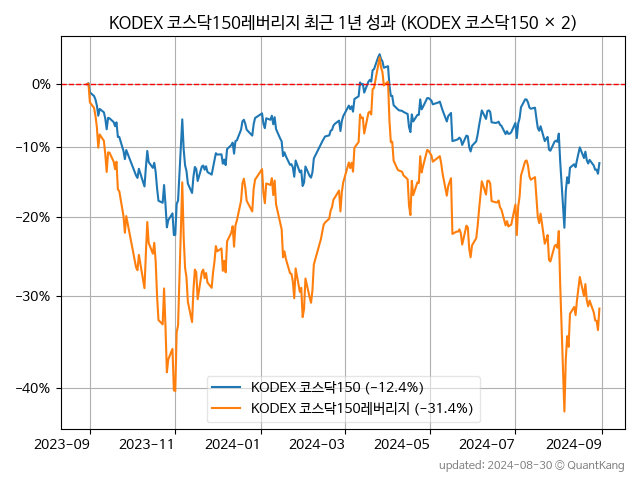 KODEX 코스닥150레버리지 최근 1년 성과 (KODEX 코스닥150 × 2)
0%
−10%
−20%
−30%
−40%
KODEX 코스닥150 (−12.4%)
KODEX 코스닥150레버리지 (−31.4%)
2023−09 2023−11 2024−01 2024−03 2024−05 2024−07 2024−09
updated: 2024-08-30 © QuantKang